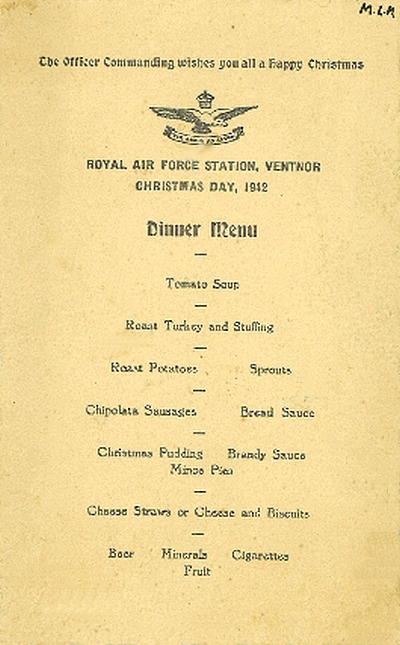 M.L.M
The Officer Commanding wishes you all a Happy Christmas
ROYAL AIR FORCE STATION, VENTNOR
CHRISTMAS DAY, 1942
Dinner Menu
Tomato Soup
Roast Turkey and Stuffing
Roast Potatoes Sprouts
Chipolata Sausages Bread Sauce
Christmas Pudding Brandy Sauce
Mince Pies
Cheese Straws or Cheese and Biscuits
Beer Minerals Cigarettes
Fruit